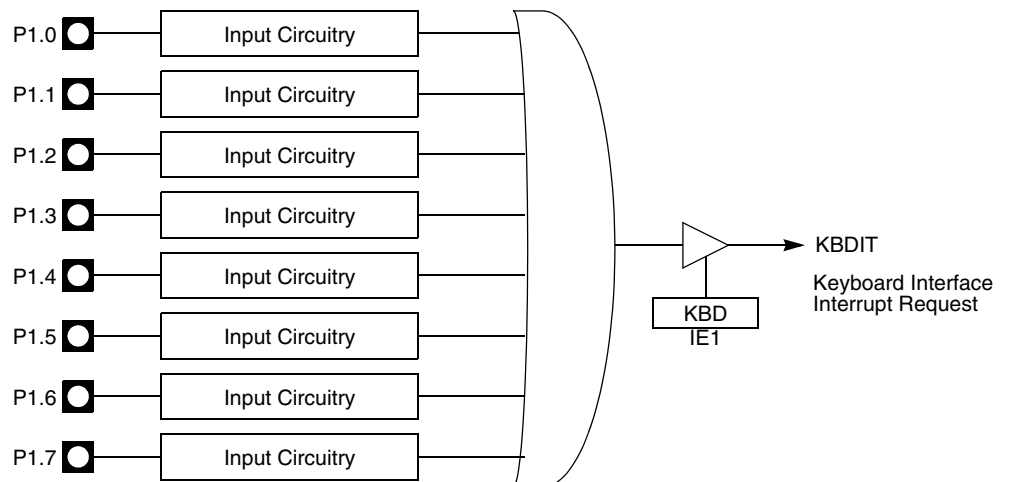 P1.0 Input Circuitry
P1.1 Input Circuitry
P1.2 Input Circuitry
P1.3 Input Circuitry
P1.4 Input Circuitry
P1.5 Input Circuitry
P1.6 Input Circuitry
P1.7 Input Circuitry
KBDIT
Keyboard Interface
Interrupt Request
KBD
IE1